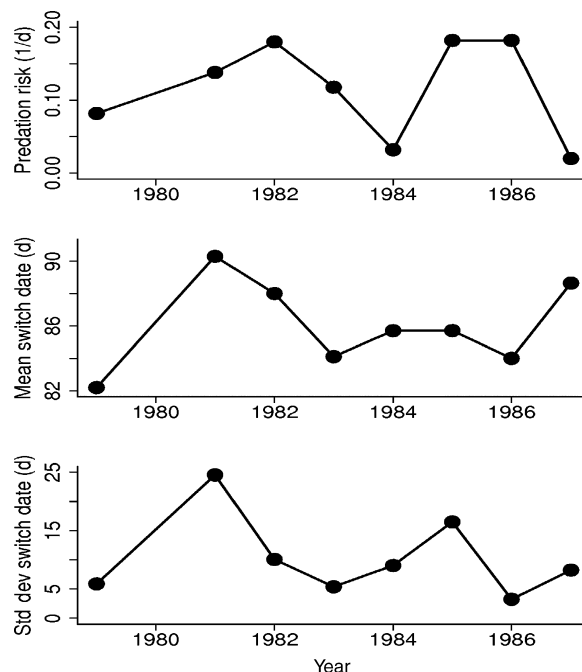 Predation risk (1/d)
0.20
0.10
0.00
1980 1982 1984 1986
Mean switch date (d)
90
86
82
1980 1982 1984 1986
Std dev switch date (d)
25
15
5
0
1980 1982 1984 1986
Year